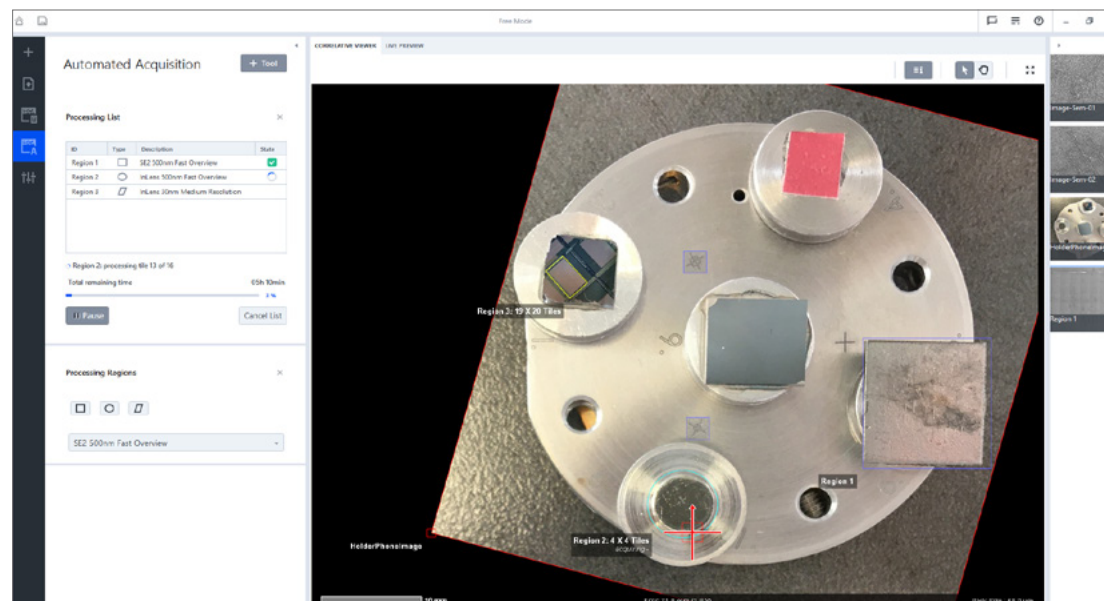 Free Mode
Automated Acquisition
+ Tool
Processing List
ID Type Description State
Region 1 SE2 500nm Fast Overview
Region 2 InLens 500nm Fast Overview
Region 3 InLens 30nm Medium Resolution
Region 2: processing tile 13 of 16
Total remaining time 05h 10min
3 %
Pause
Cancel List
Processing Regions
SE2 500nm Fast Overview
CORRELATIVE VIEWER LIVE PREVIEW
Region 3: 19 X 20 Tiles
Region 1
Region 2: 4 X 4 Tiles
acquiring
HolderPhoneImage
Image-Sem-01
Image-Sem-02
HolderPhoneImage
Region 1